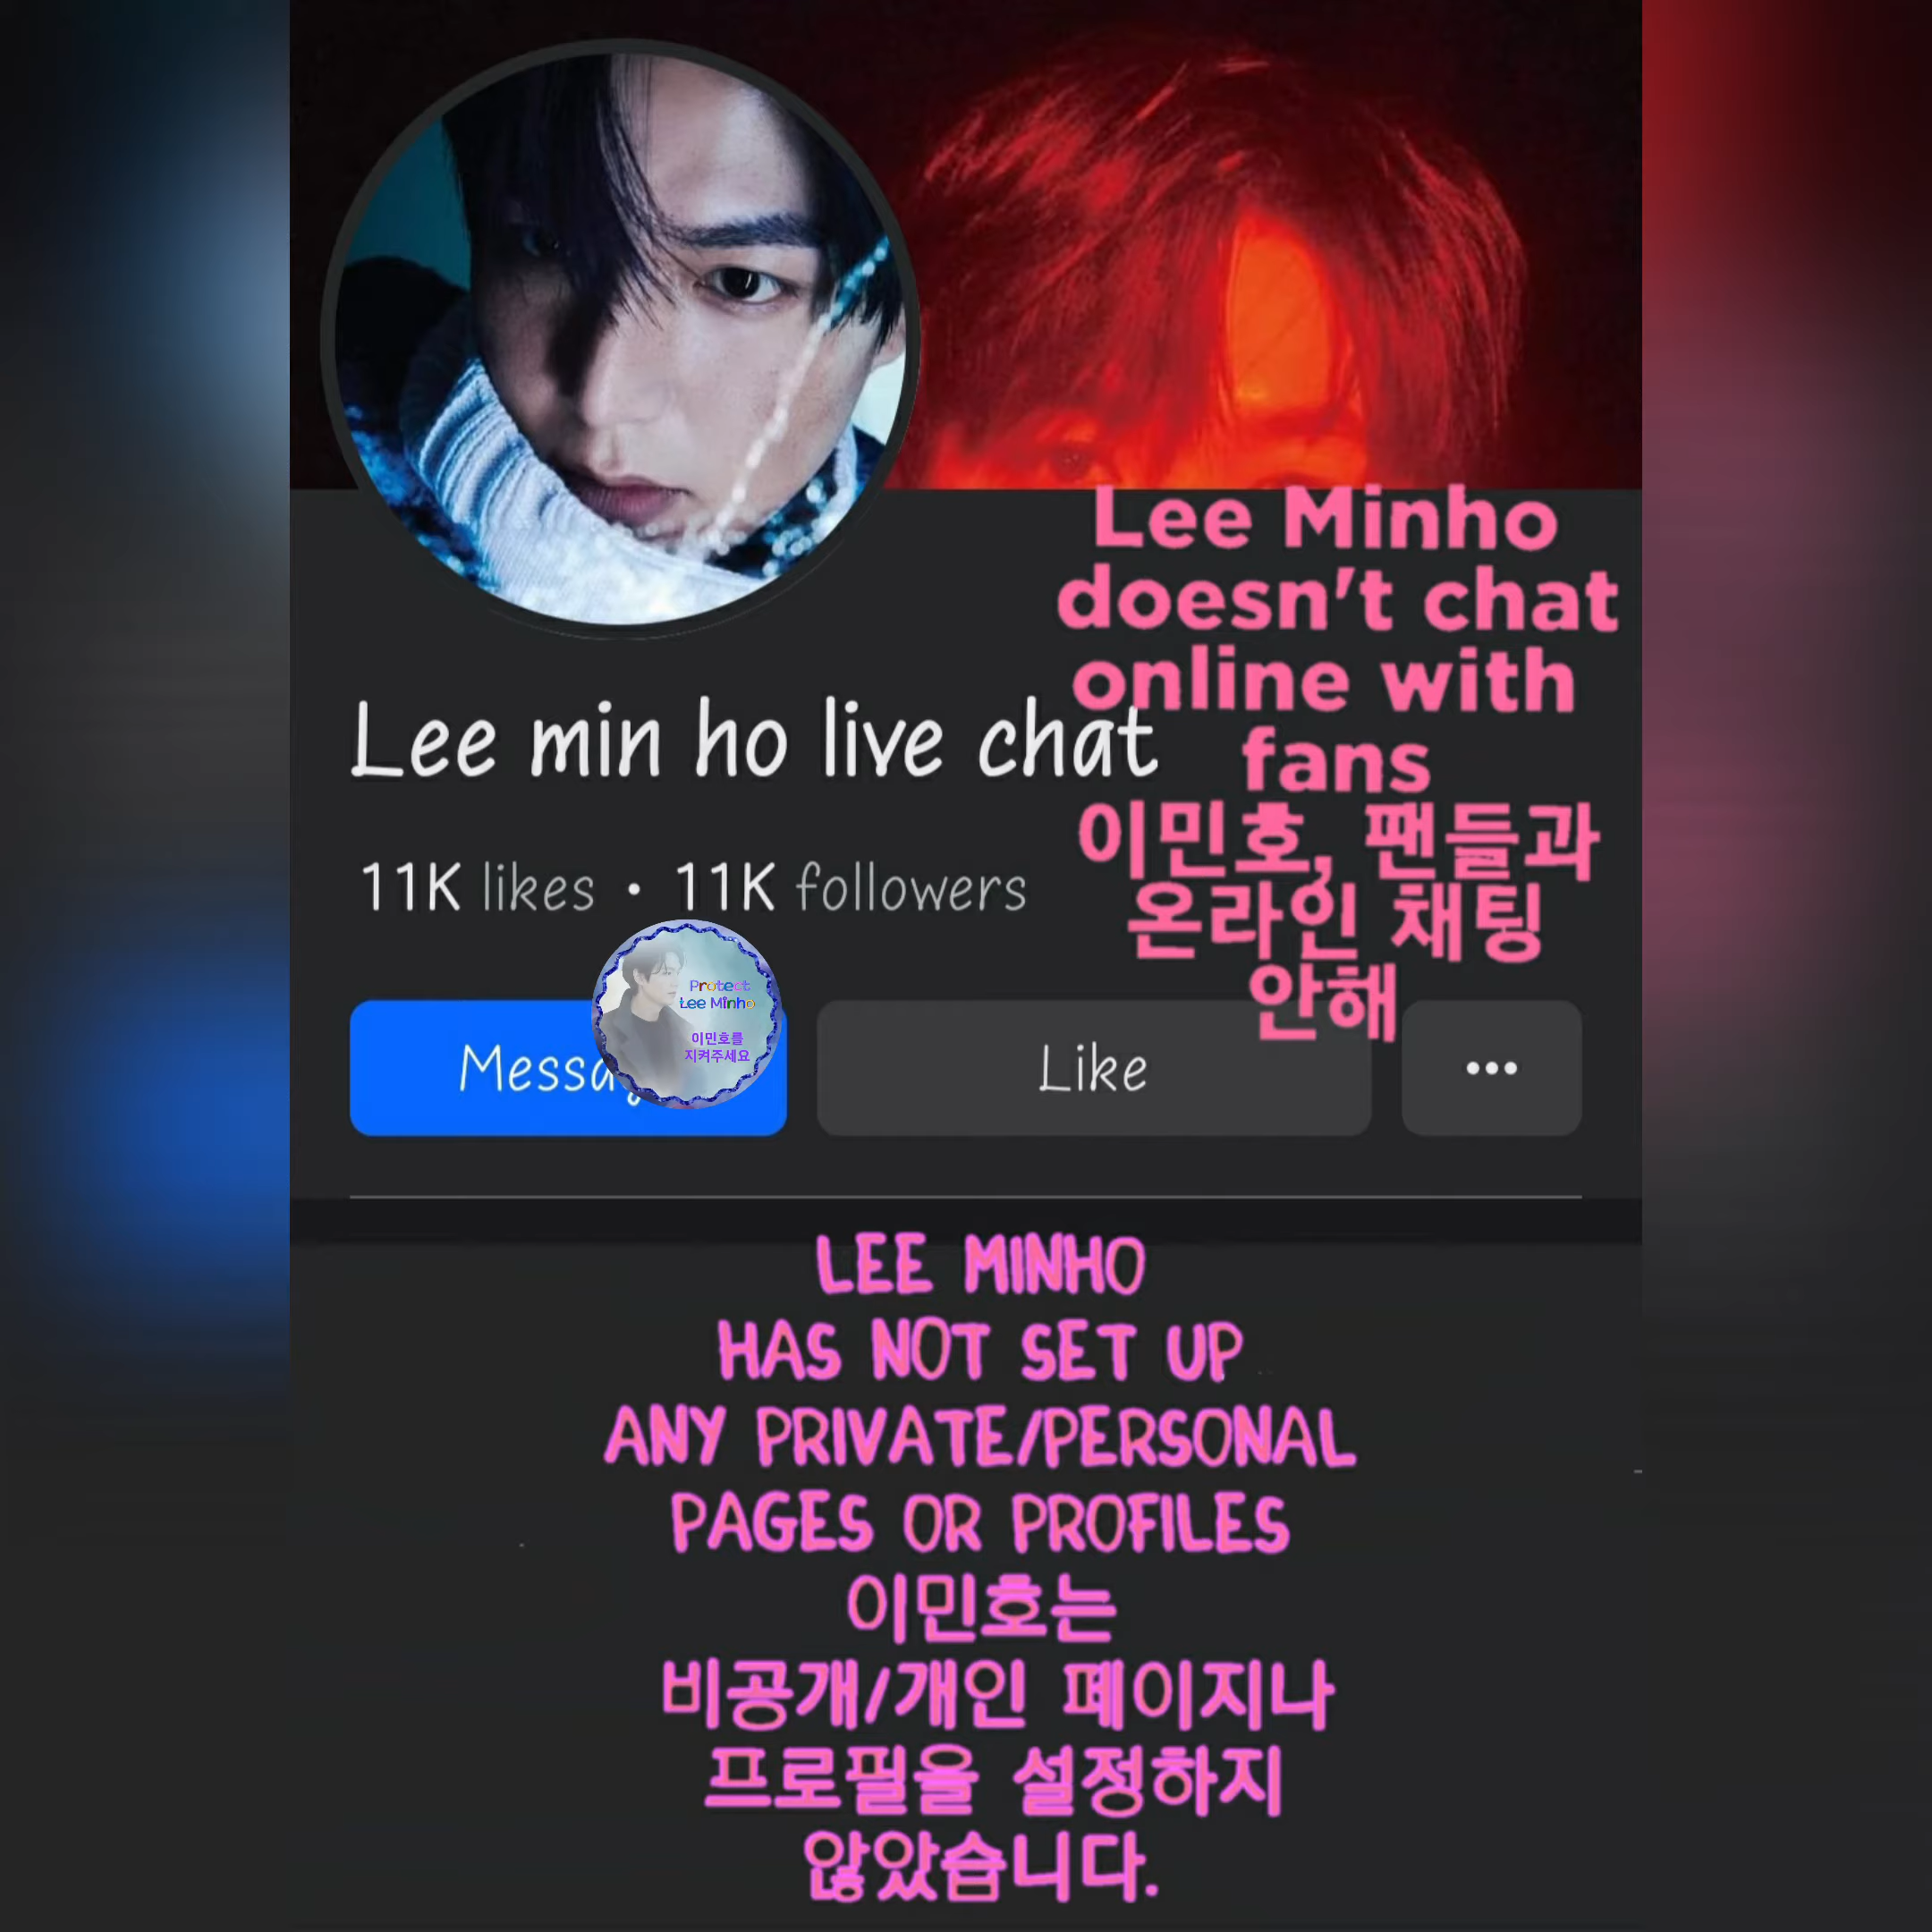 Lee Minho
doesn't chat
online with
fans
이민호, 팬들과
온라인 채팅
안해
Lee min ho live chat
11K likes • 11K followers
Protect
Lee Minho
이민호를
지켜주세요
Like
LEE MINHO
HAS NOT SET UP
ANY PRIVATE/PERSONAL
PAGES OR PROFILES
이민호는
비공개/개인 페이지나
프로필을 설정하지
않았습니다.